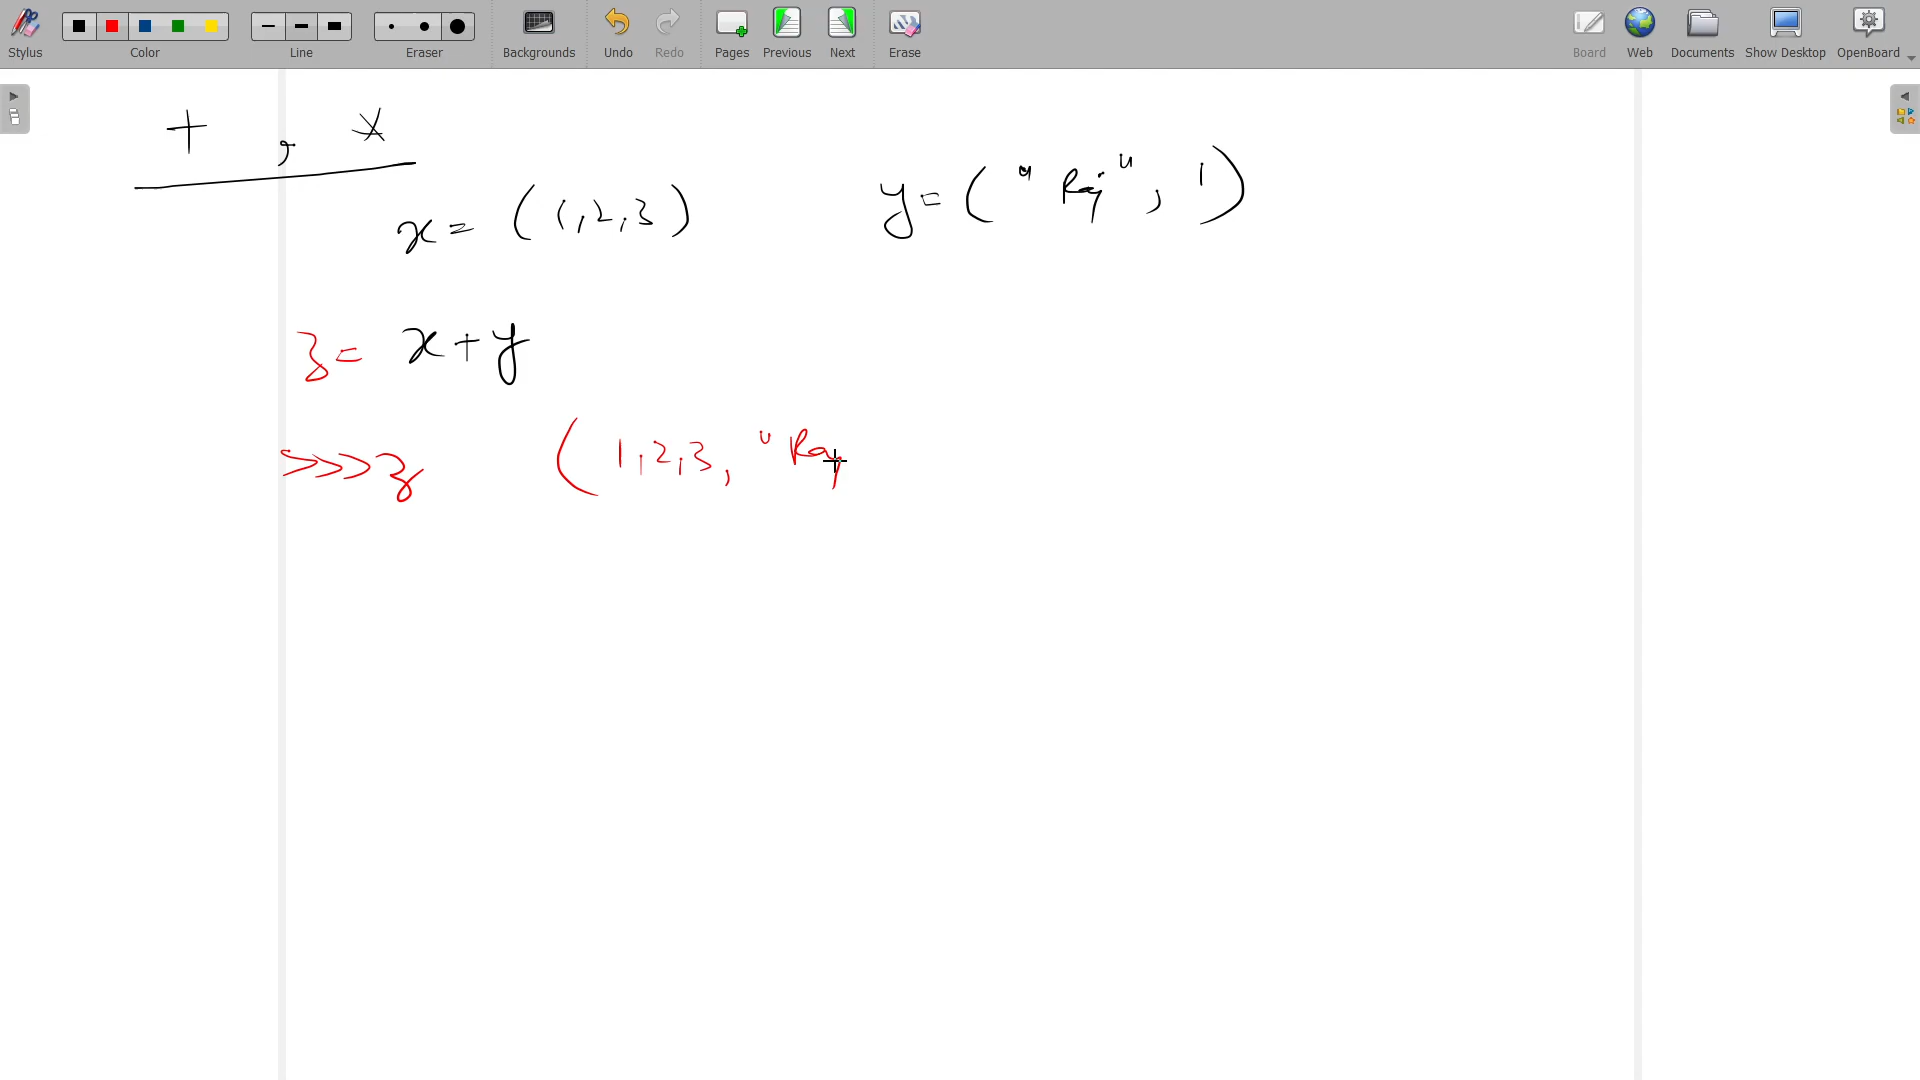 Stylus Color Line Eraser Backgrounds Undo Redo Pages Previous Next Erase Board Web Documents Show Desktop OpenBoard
+ , *
x = (1,2,3)
y = ("Raj", 1)
z = x + y
>>> z (1,2,3, "Raj